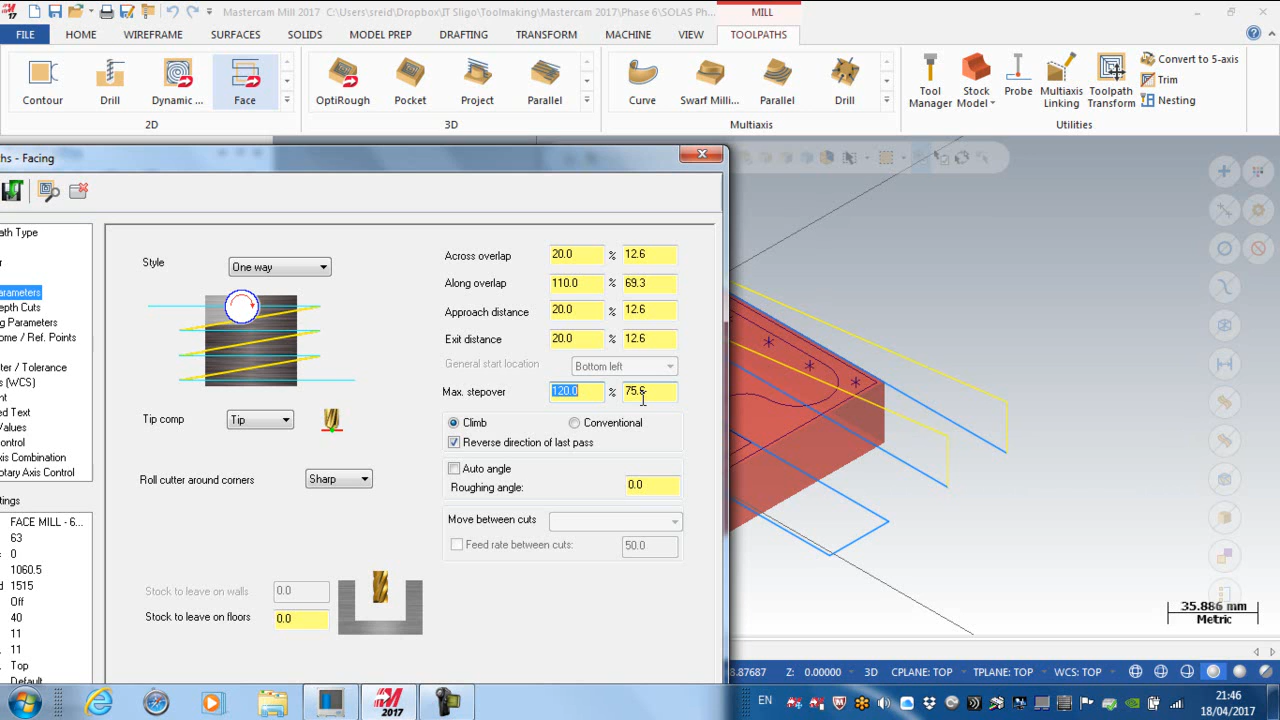 Mastercam Mill 2017 C:\Users\sreid\Dropbox\IT Sligo\Toolmaking\Mastercam 2017\Phase 6\SOLAS Ph...
MILL
FILE HOME WIREFRAME SURFACES SOLIDS MODEL PREP DRAFTING TRANSFORM MACHINE VIEW TOOLPATHS
Contour Drill Dynamic ... Face OptiRough Pocket Project Parallel Curve Swarf Milli... Parallel Drill Tool Manager Stock Model Probe Multiaxis Linking Toolpath Transform
Convert to 5-axis
Trim
Nesting
2D 3D Multiaxis Utilities
hs - Facing
ath Type
r
arameters
epth Cuts
ng Parameters
ome / Ref. Points
ter / Tolerance
s (WCS)
nt
ed Text
Values
ontrol
xis Combination
otary Axis Control
tings
FACE MILL - 6...
63
s 0
1060.5
d 1515
Off
40
11
11
Top
Default
Style One way
Tip comp Tip
Roll cutter around corners Sharp
Stock to leave on walls 0.0
Stock to leave on floors 0.0
Across overlap 20.0 % 12.6
Along overlap 110.0 % 69.3
Approach distance 20.0 % 12.6
Exit distance 20.0 % 12.6
General start location Bottom left
Max. stepover 120.0 % 75.6
Climb Conventional
Reverse direction of last pass
Auto angle
Roughing angle: 0.0
Move between cuts
Feed rate between cuts: 50.0
35.886 mm
Metric
8.87687 Z: 0.00000 3D CPLANE: TOP TPLANE: TOP WCS: TOP
2017
EN
21:46
18/04/2017